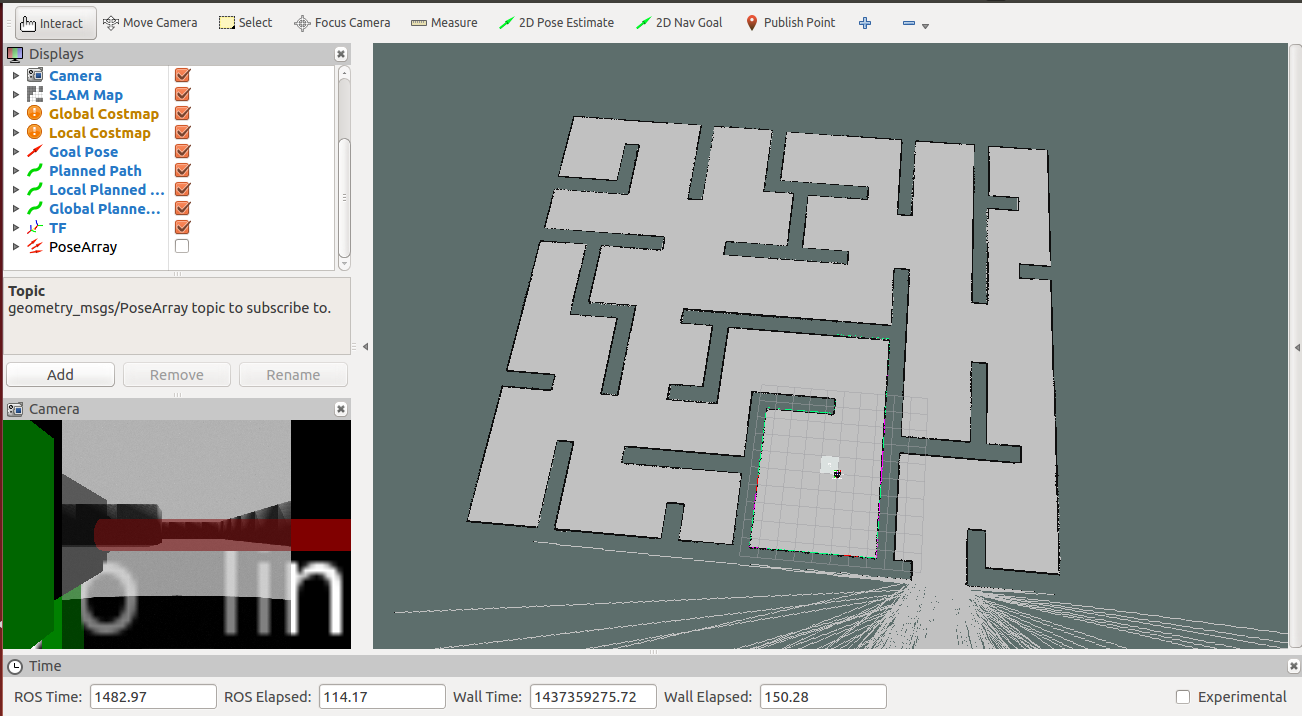 Interact
Move Camera
Select
Focus Camera
Measure
2D Pose Estimate
2D Nav Goal
Publish Point
Displays
Camera
SLAM Map
Global Costmap
Local Costmap
Goal Pose
Planned Path
Local Planned ...
Global Planne...
TF
PoseArray
Topic
geometry_msgs/PoseArray topic to subscribe to.
Add
Remove
Rename
Camera
o lin
Time
ROS Time: 1482.97
ROS Elapsed: 114.17
Wall Time: 1437359275.72
Wall Elapsed: 150.28
Experimental